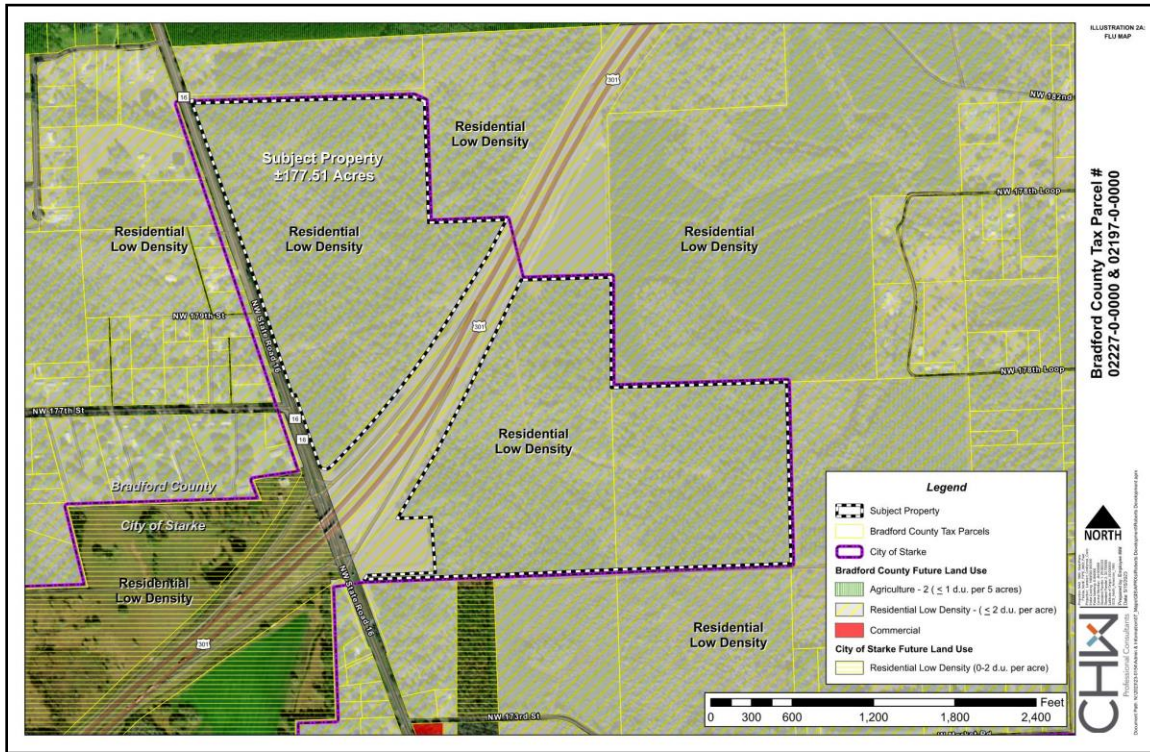 ILLUSTRATION 2A:
FLU MAP
Bradford County Tax Parcel #
02227-0-0000 & 02197-0-0000
16
301
NW 182nd
Residential
Low Density
Subject Property
±177.51 Acres
Residential
Low Density
Residential
Low Density
Residential
Low Density
NW 178th Loop
NW 179th St
NW State Road 16
301
NW 178th Loop
NW 177th St
16
16
Residential
Low Density
Bradford County
City of Starke
Residential
Low Density
NW State Road 16
301
Residential
Low Density
NW 173rd St
W Market Rd
Legend
Subject Property
Bradford County Tax Parcels
City of Starke
Bradford County Future Land Use
Agriculture - 2 ( ≤ 1 d.u. per 5 acres)
Residential Low Density - ( ≤ 2 d.u. per acre)
Commercial
City of Starke Future Land Use
Residential Low Density (0-2 d.u. per acre)
Feet
0 300 600 1,200 1,800 2,400
NORTH
CHW
Professional Consultants